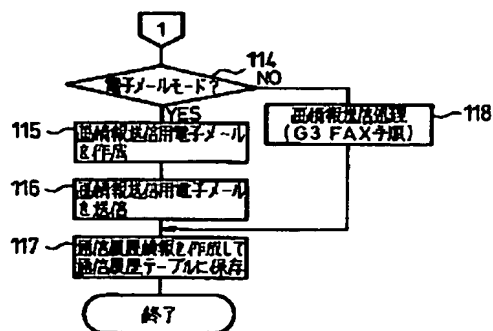 1
114
電子メールモード?
NO
YES
115
画情報送信用電子メール
を作成
画情報送信処理
(G3 FAX手順)
118
116
画情報送信用電子メール
を送信
117
通信履歴情報を作成して
通信履歴テーブルに保存
終了